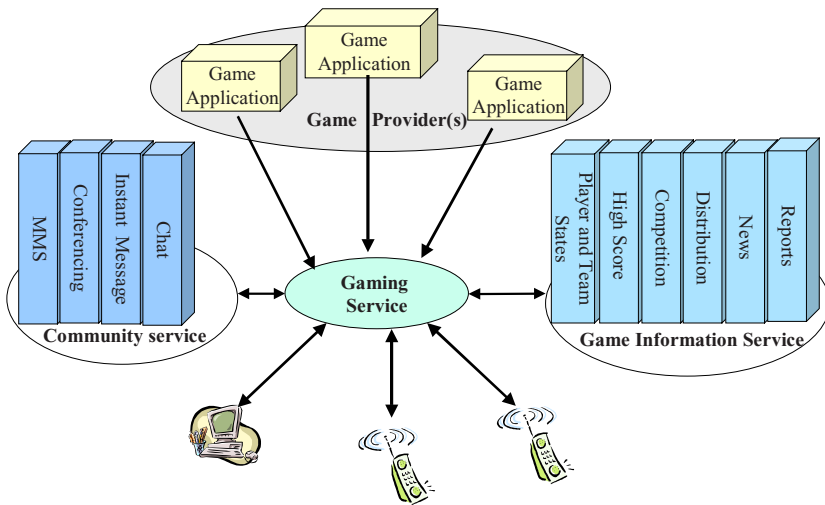 Game
Application
Game
Application
Game
Application
Game Provider(s)
MMS
Conferencing
Instant Message
Chat
Community service
Gaming
Service
Player and Team
States
High Score
Competition
Distribution
News
Reports
Game Information Service